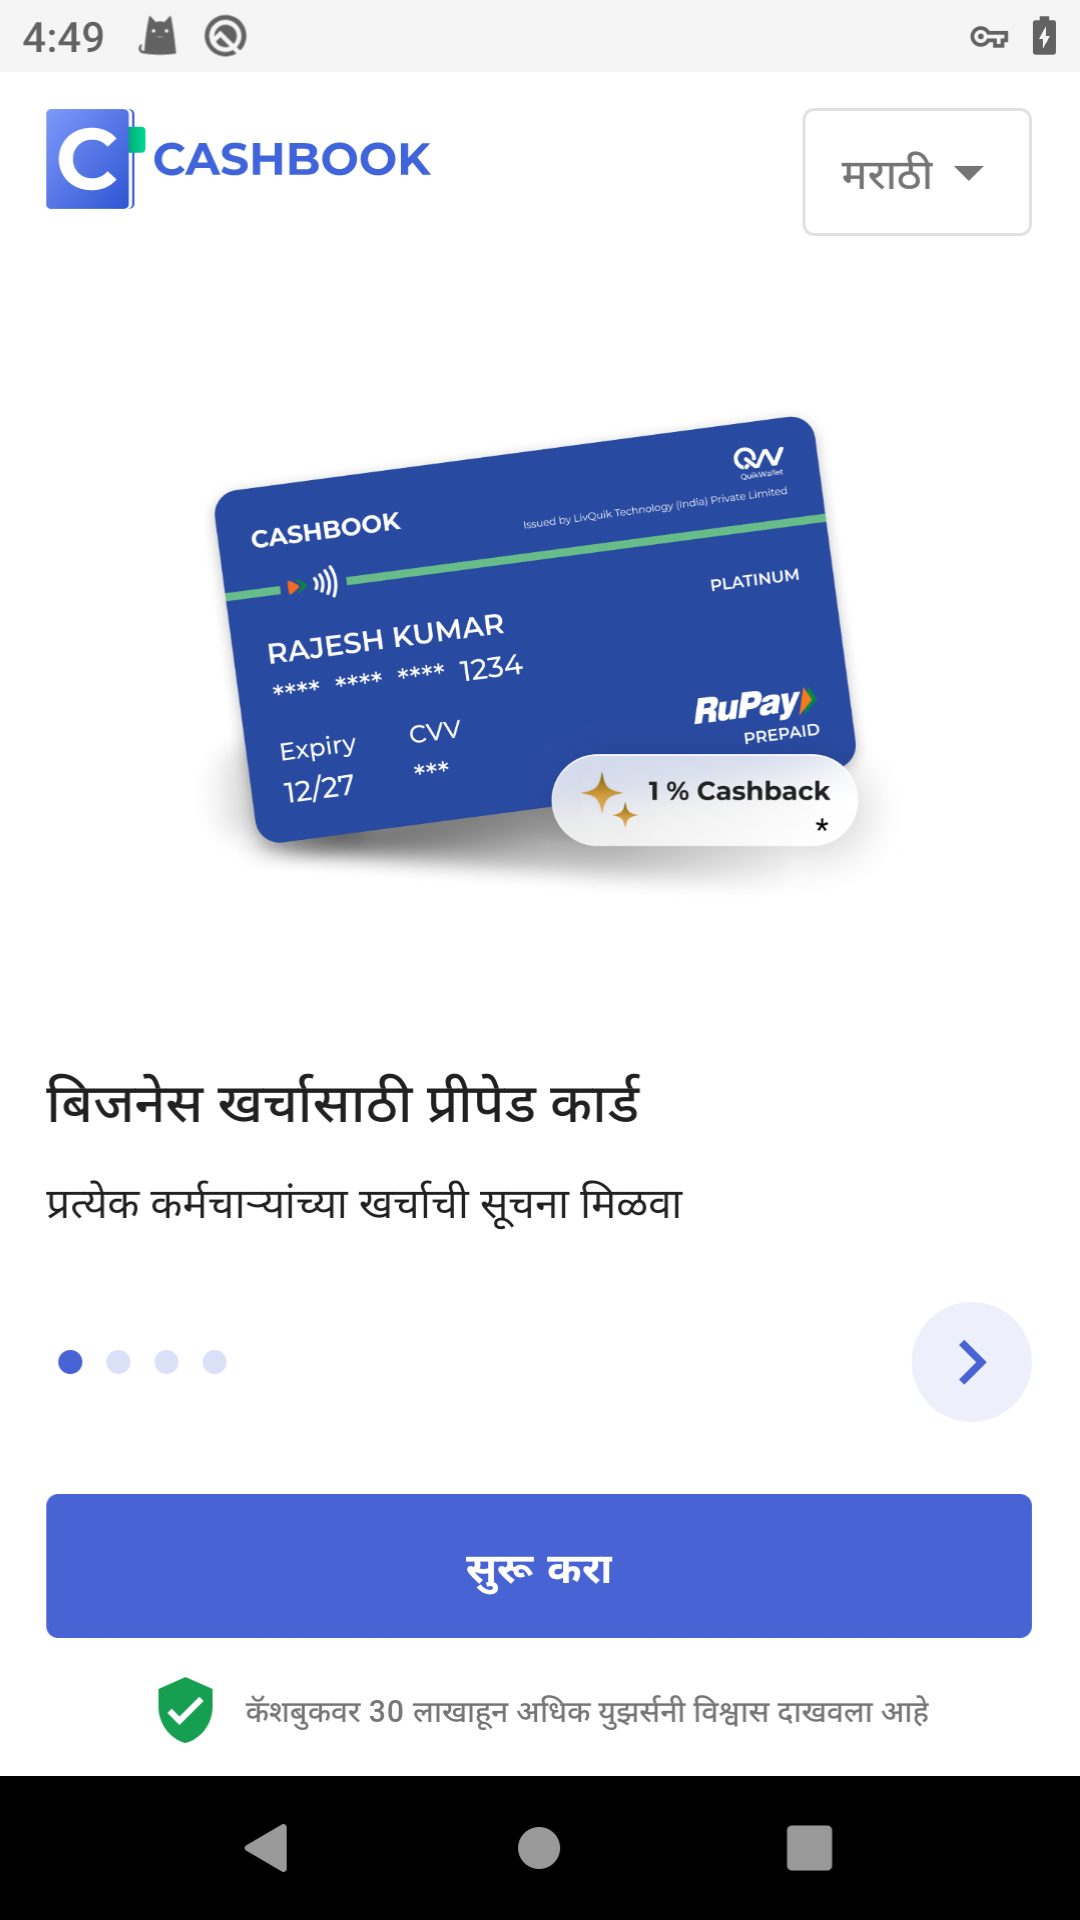 4:49
CASHBOOK
मराठी
QW
QuikWallet
Issued by LivQuik Technology (India) Private Limited
CASHBOOK
PLATINUM
RAJESH KUMAR
**** **** **** 1234
Expiry CVV
12/27 ***
RuPay
PREPAID
1 % Cashback
*
बिजनेस खर्चासाठी प्रीपेड कार्ड
प्रत्येक कर्मचाऱ्यांच्या खर्चाची सूचना मिळवा
सुरू करा
कॅशबुकवर 30 लाखाहून अधिक युझर्सनी विश्वास दाखवला आहे